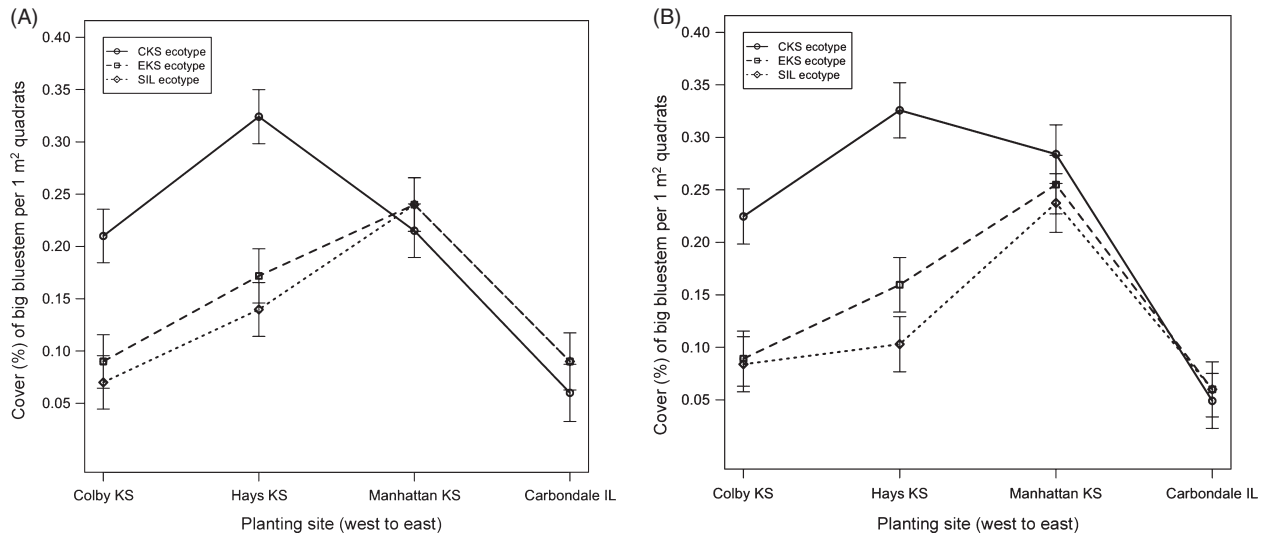 (A)
Cover (%) of big bluestem per 1 m² quadrats
0.40
0.35
0.30
0.25
0.20
0.15
0.10
0.05
CKS ecotype
EKS ecotype
SIL ecotype
Colby KS Hays KS Manhattan KS Carbondale IL
Planting site (west to east)
(B)
Cover (%) of big bluestem per 1 m² quadrats
0.40
0.35
0.30
0.25
0.20
0.15
0.10
0.05
CKS ecotype
EKS ecotype
SIL ecotype
Colby KS Hays KS Manhattan KS Carbondale IL
Planting site (west to east)